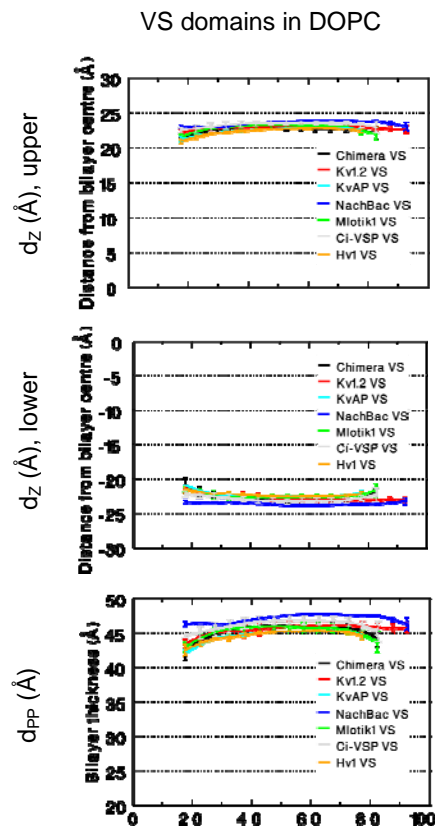 VS domains in DOPC
d_Z (Å), upper
Distance from bilayer centre (Å)
30
25
20
15
10
5
0
Chimera VS
Kv1.2 VS
KvAP VS
NachBac VS
Mlotik1 VS
Ci-VSP VS
Hv1 VS
d_Z (Å), lower
Distance from bilayer centre (Å)
0
-5
-10
-15
-20
-25
-30
Chimera VS
Kv1.2 VS
KvAP VS
NachBac VS
Mlotik1 VS
Ci-VSP VS
Hv1 VS
d_PP (Å)
Bilayer thickness (Å)
50
45
40
35
30
25
20
Chimera VS
Kv1.2 VS
KvAP VS
NachBac VS
Mlotik1 VS
Ci-VSP VS
Hv1 VS
0 20 40 60 80 100